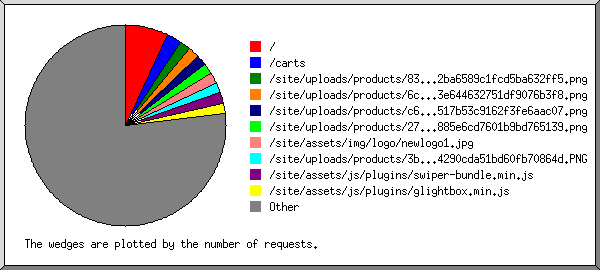 /
/carts
/site/uploads/products/83...2ba6589c1fcd5ba632ff5.png
/site/uploads/products/6c...3e644632751df9076b3f8.png
/site/uploads/products/c6...517b53c9162f3fe6aac07.png
/site/uploads/products/27...885e6cd7601b9bd765139.png
/site/assets/img/logo/newlogo1.jpg
/site/uploads/products/3b...4290cda51bd60fb70864d.PNG
/site/assets/js/plugins/swiper-bundle.min.js
/site/assets/js/plugins/glightbox.min.js
Other
The wedges are plotted by the number of requests.